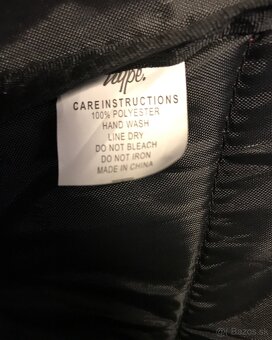 hype.
CAREINSTRUCTIONS
100% POLYESTER
HAND WASH
LINE DRY
DO NOT BLEACH
DO NOT IRON
MADE IN CHINA
Bazos.sk